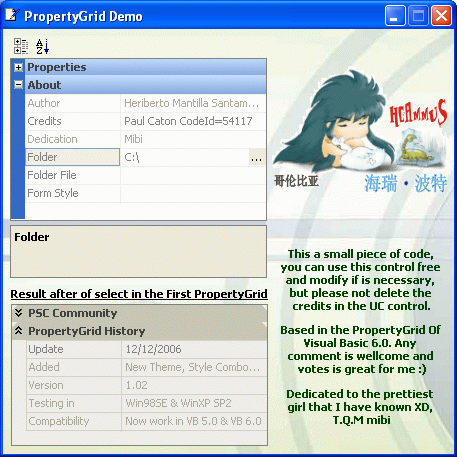 PropertyGrid Demo
Properties
About
Author Heriberto Mantilla Santam...
Credits Paul Caton CodeId=54117
Dedication Mibi
Folder C:\ ...
Folder File
Form Style
Folder
Result after of select in the First PropertyGrid
PSC Community
PropertyGrid History
Update 12/12/2006
Added New Theme, Style Combo...
Version 1.02
Testing in Win98SE & WinXP SP2
Compatibility Now work in VB 5.0 & VB 6.0
HCAMMUS
哥伦比亚
海瑞·波特
This a small piece of code,
you can use this control free
and modify if is necessary,
but please not delete the
credits in the UC control.
Based in the PropertyGrid Of
Visual Basic 6.0. Any
comment is wellcome and
votes is great for me :)
Dedicated to the prettiest
girl that I have known XD,
T.Q.M mibi